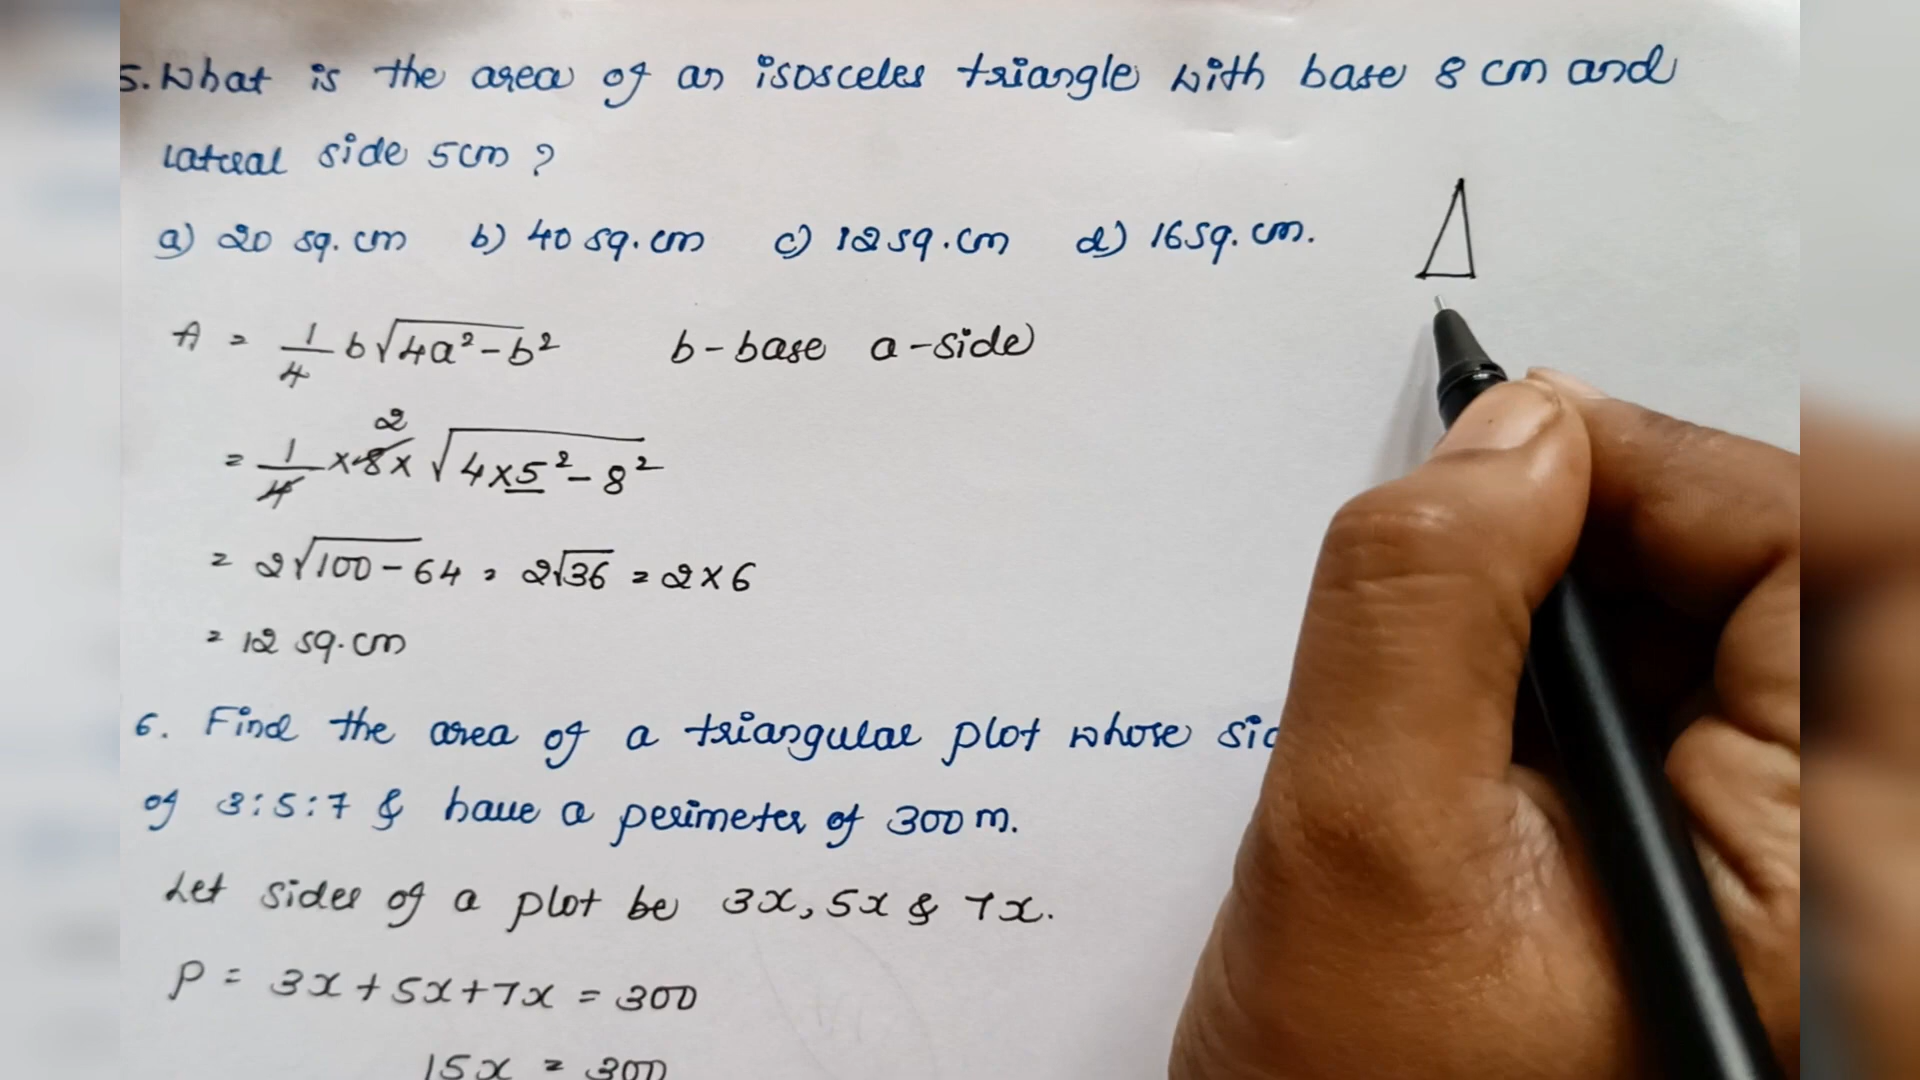 5. What is the area of an isosceles triangle with base 8 cm and
lateral side 5cm ?
a) 20 sq. cm b) 40 sq. cm c) 12 sq. cm d) 16 sq. cm.
A = 1/4 b√4a²-b² b-base a-side
= 1/4 × 8 × √4×5²-8² 2
= 2√100-64 = 2√36 = 2×6
= 12 sq. cm
6. Find the area of a triangular plot whose
of 3:5:7 & have a perimeter of 300 m.
Let sides of a plot be 3x, 5x & 7x.
P = 3x+5x+7x = 300
15x = 300